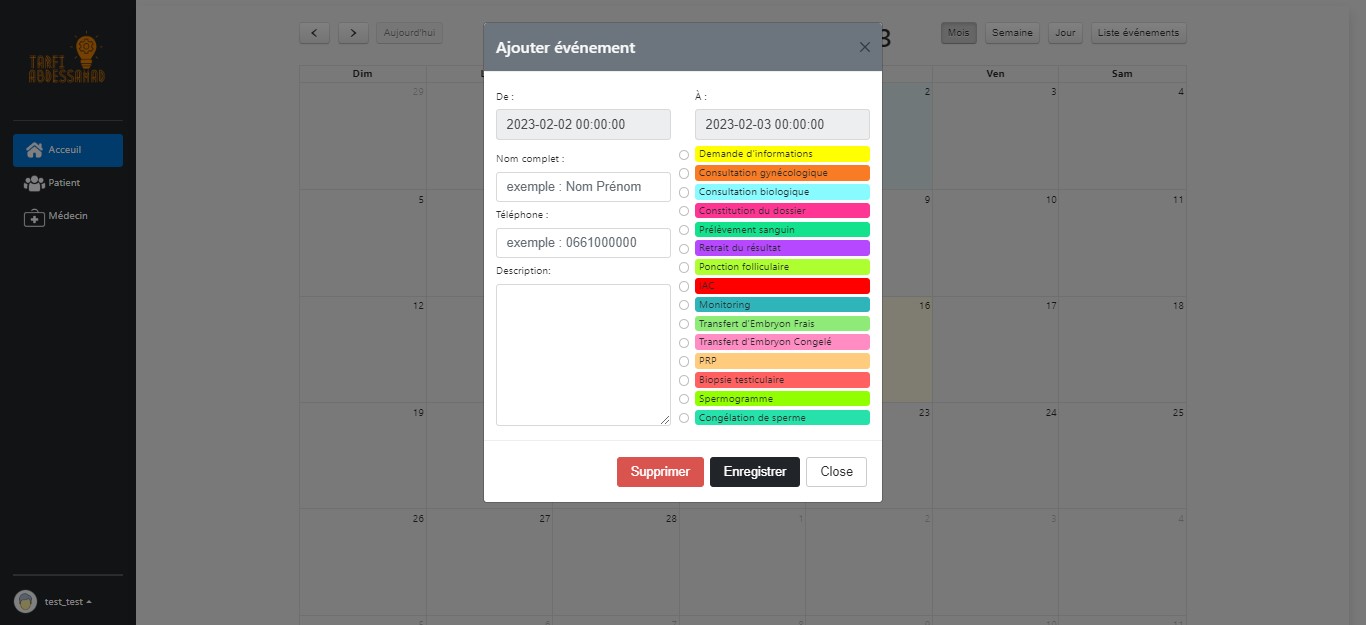 TANFI
ABDESSAMAD
Acceuil
Patient
Médecin
test_test
Aujourd'hui
3
Mois
Semaine
Jour
Liste événements
Dim
Ven
Sam
29
2
3
4
5
9
10
11
12
16
17
18
19
23
24
25
26
27
28
1
2
3
4
Ajouter événement
De :
À :
2023-02-02 00:00:00
2023-02-03 00:00:00
Nom complet :
exemple : Nom Prénom
Téléphone :
exemple : 0661000000
Description:
Demande d'informations
Consultation gynécologique
Consultation biologique
Constitution du dossier
Prélèvement sanguin
Retrait du résultat
Ponction folliculaire
IAC
Monitoring
Transfert d'Embryon Frais
Transfert d'Embryon Congelé
PRP
Biopsie testiculaire
Spermogramme
Congélation de sperme
Supprimer
Enregistrer
Close